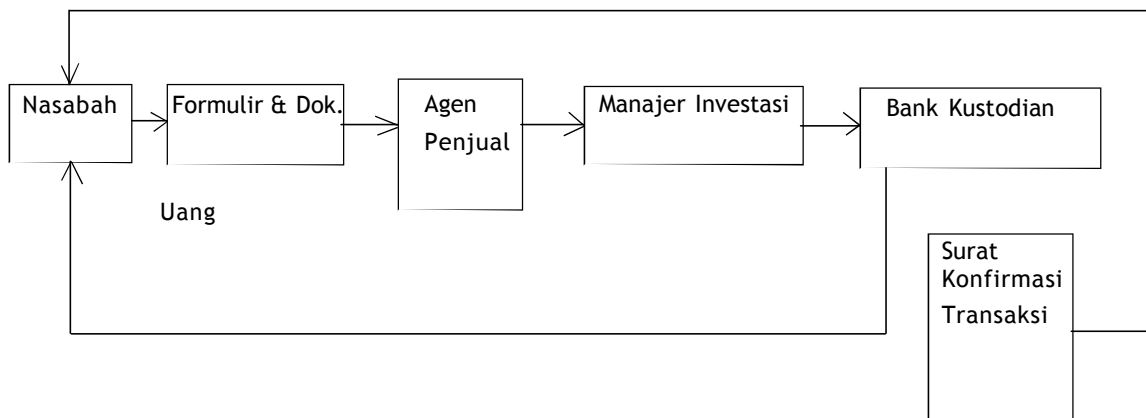 Nasabah
Formulir & Dok.
Agen
Penjual
Manajer Investasi
Bank Kustodian
Uang
Surat
Konfirmasi
Transaksi